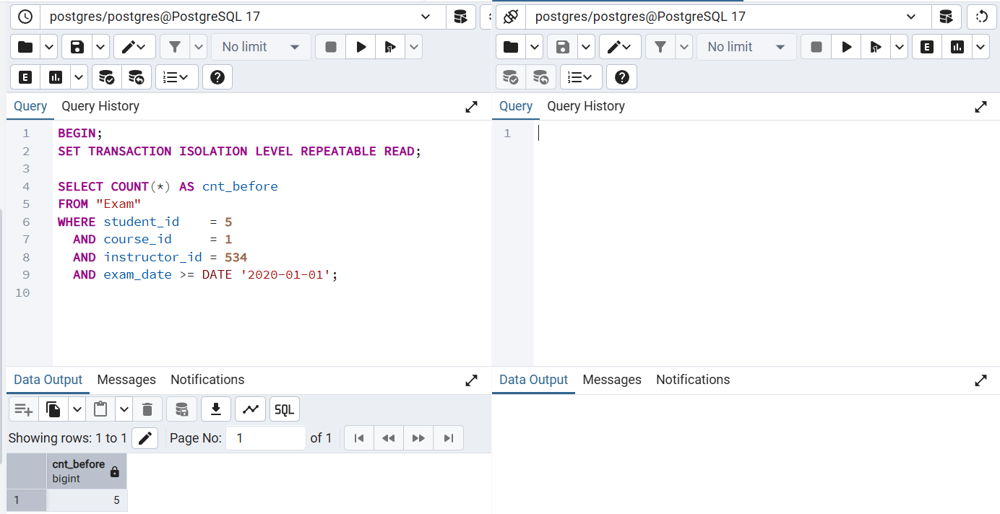 postgres/postgres@PostgreSQL 17
No limit
E
Query Query History
1 BEGIN;
2 SET TRANSACTION ISOLATION LEVEL REPEATABLE READ;
3
4 SELECT COUNT(*) AS cnt_before
5 FROM "Exam"
6 WHERE student_id = 5
7 AND course_id = 1
8 AND instructor_id = 534
9 AND exam_date >= DATE '2020-01-01';
10
Data Output Messages Notifications
SQL
Showing rows: 1 to 1 Page No: 1 of 1
cnt_before
bigint
1 5
postgres/postgres@PostgreSQL 17
No limit E
Query Query History
1
Data Output Messages Notifications